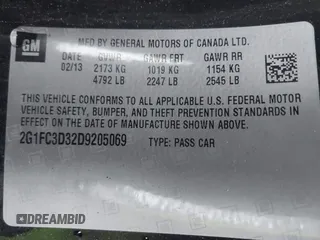 GM
MFD BY GENERAL MOTORS OF CANADA LTD.
DATE GVWR GAWR FRT GAWR RR
02/13 2173 KG 1019 KG 1154 KG
4792 LB 2247 LB 2545 LB
THIS VEHICLE CONFORMS TO ALL APPLICABLE U.S. FEDERAL MOTOR
VEHICLE SAFETY, BUMPER, AND THEFT PREVENTION STANDARDS
IN EFFECT ON THE DATE OF MANUFACTURE SHOWN ABOVE.
2G1FC3D32D9205069 TYPE: PASS CAR
DREAMBID